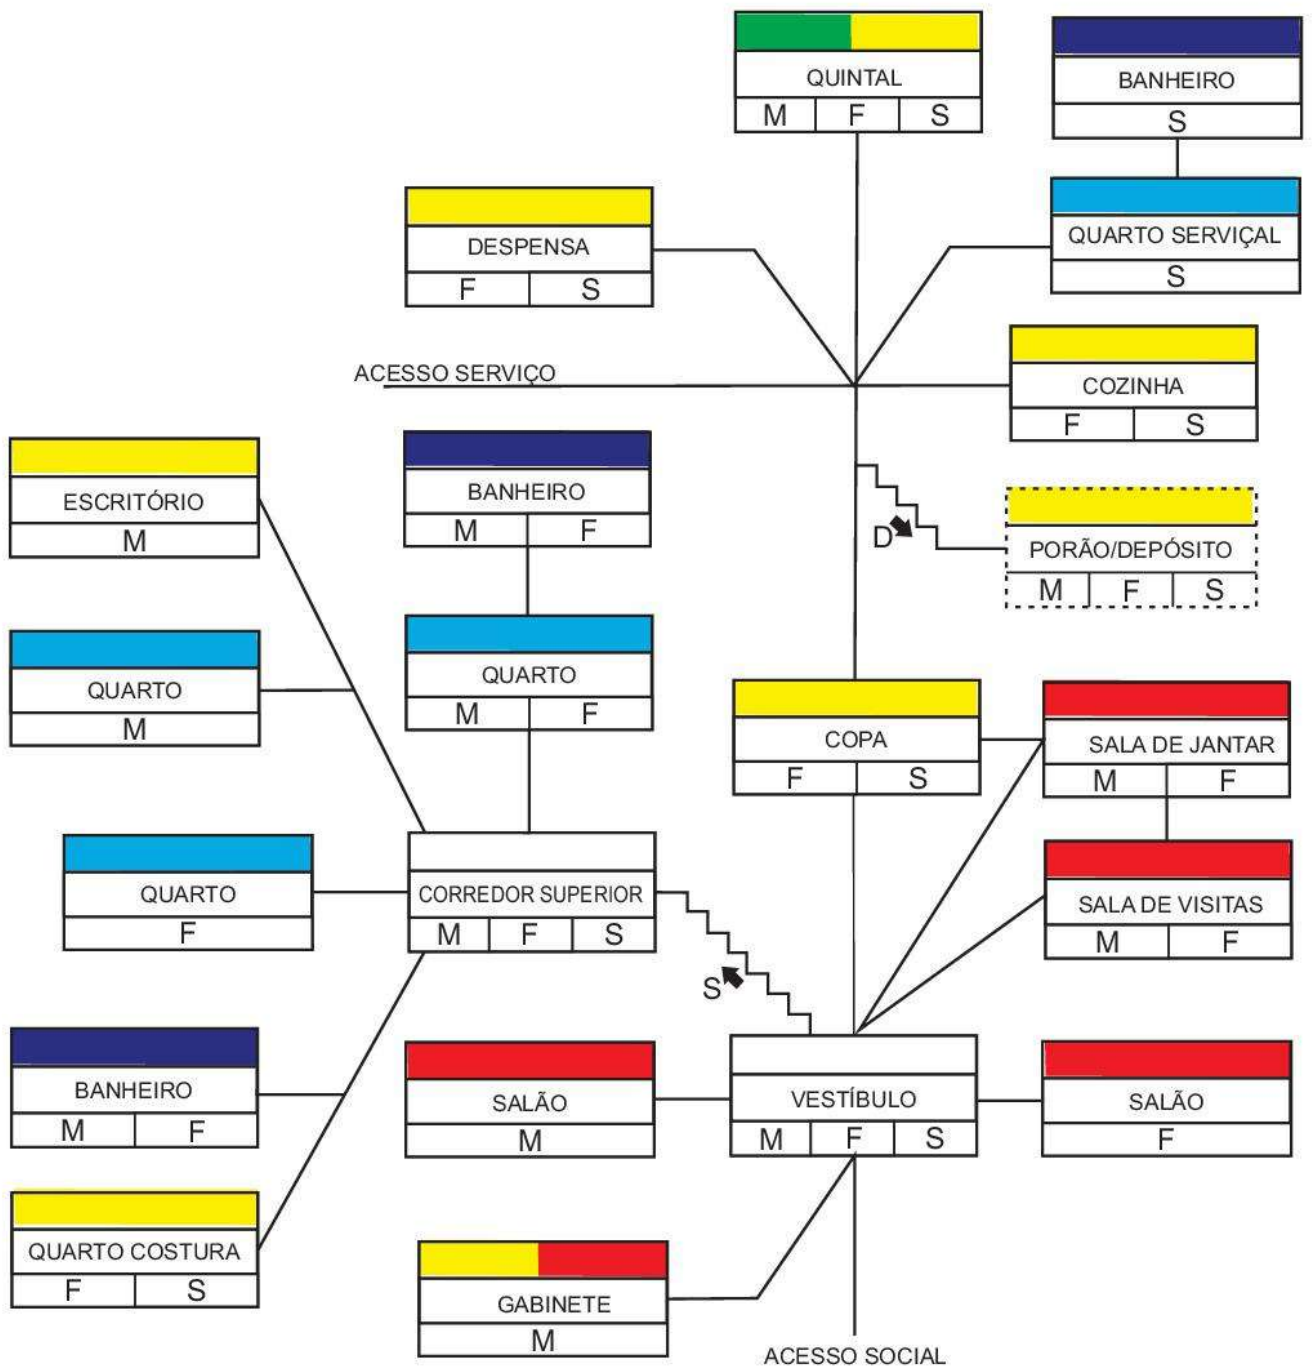 QUINTAL
M F S
BANHEIRO
S
DESPENSA
F S
QUARTO SERVIÇAL
S
ACESSO SERVIÇO
COZINHA
F S
ESCRITÓRIO
M
BANHEIRO
M F
D
PORÃO/DEPÓSITO
M F S
QUARTO
M
QUARTO
M F
COPA
F S
SALA DE JANTAR
M F
QUARTO
F
CORREDOR SUPERIOR
M F S
SALA DE VISITAS
M F
S
BANHEIRO
M F
SALÃO
M
VESTÍBULO
M F S
SALÃO
F
QUARTO COSTURA
F S
GABINETE
M
ACESSO SOCIAL